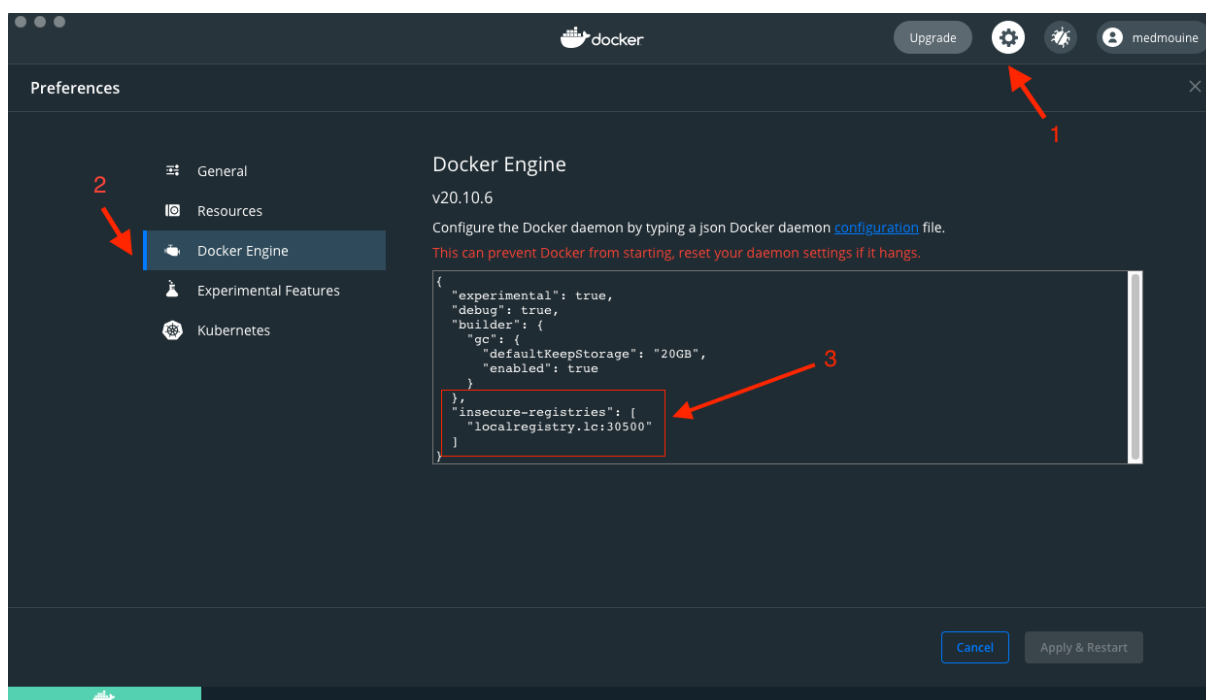 docker
Upgrade
medmouine
Preferences
1
2
General
Resources
Docker Engine
Experimental Features
Kubernetes
Docker Engine
v20.10.6
Configure the Docker daemon by typing a json Docker daemon configuration file.
This can prevent Docker from starting, reset your daemon settings if it hangs.
{
"experimental": true,
"debug": true,
"builder": {
"gc": {
"defaultKeepStorage": "20GB",
"enabled": true
}
},
"insecure-registries": [
"localregistry.lc:30500"
]
}
3
Cancel
Apply & Restart